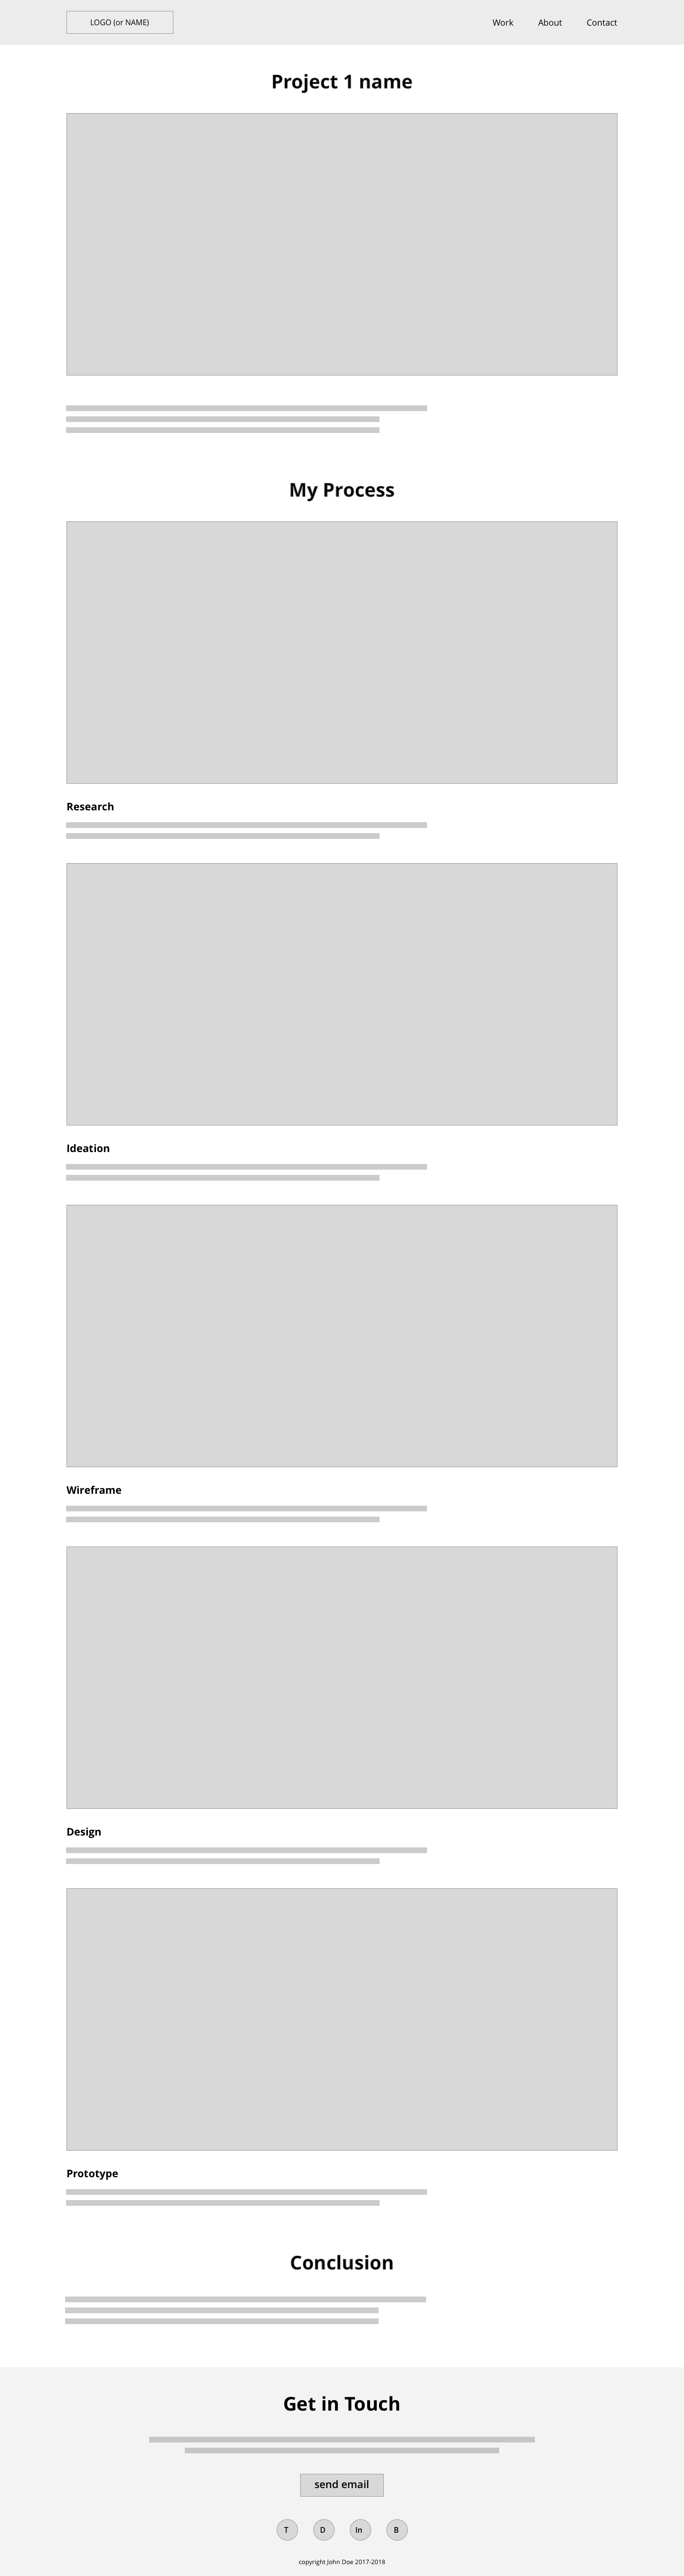 LOGO (or NAME)
Work About Contact
Project 1 name
My Process
Research
Ideation
Wireframe
Design
Prototype
Conclusion
Get in Touch
send email
T D In B
copyright John Doe 2017-2018